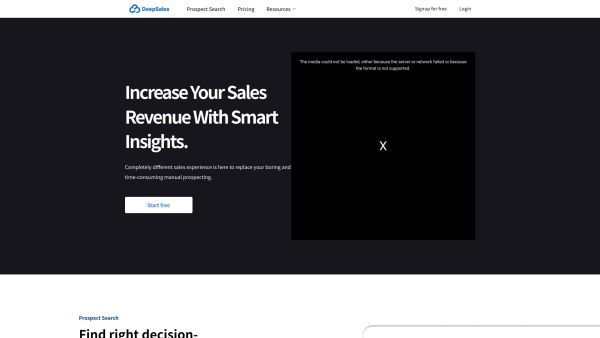 DeepSales
Prospect Search
Pricing
Resources
Signup for free
Login
The media could not be loaded, either because the server or network failed or because
the format is not supported.
X
Increase Your Sales
Revenue With Smart
Insights.
Completely different sales experience is here to replace your boring and
time-consuming manual prospecting.
Start free
Prospect Search
Find right decision-